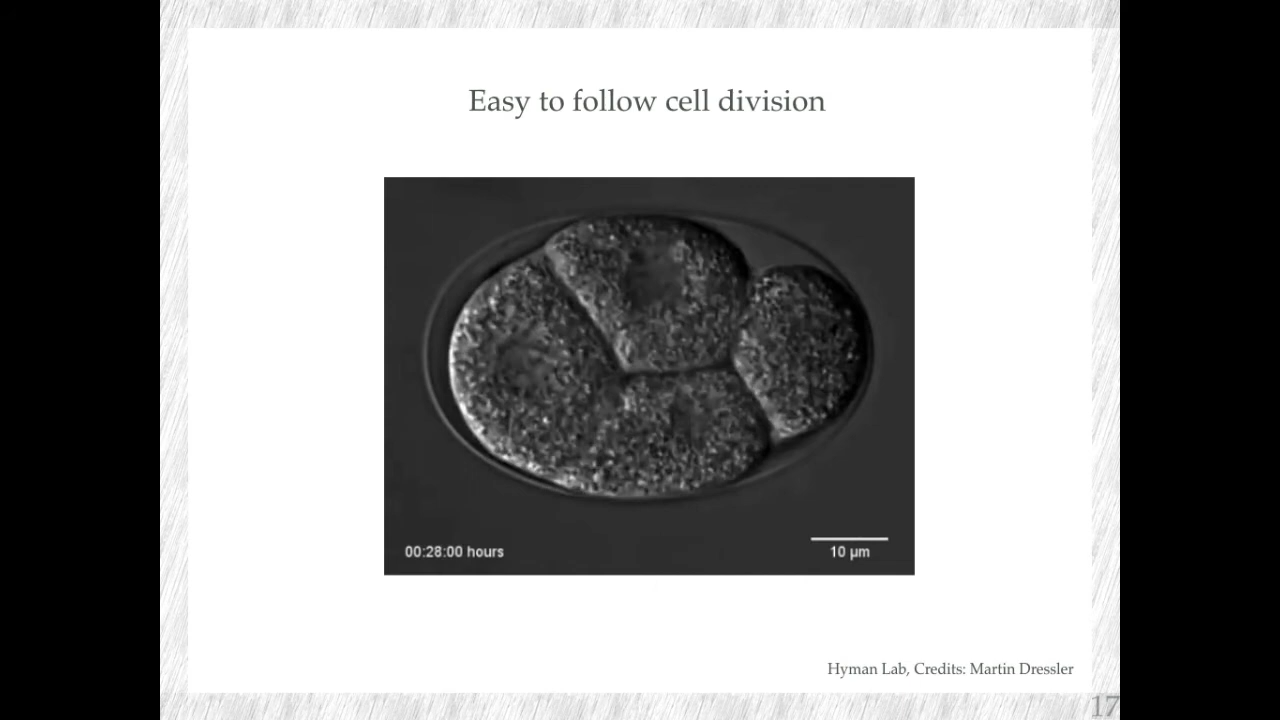 Easy to follow cell division
00:28:00 hours
10 µm
Hyman Lab, Credits: Martin Dressler
17